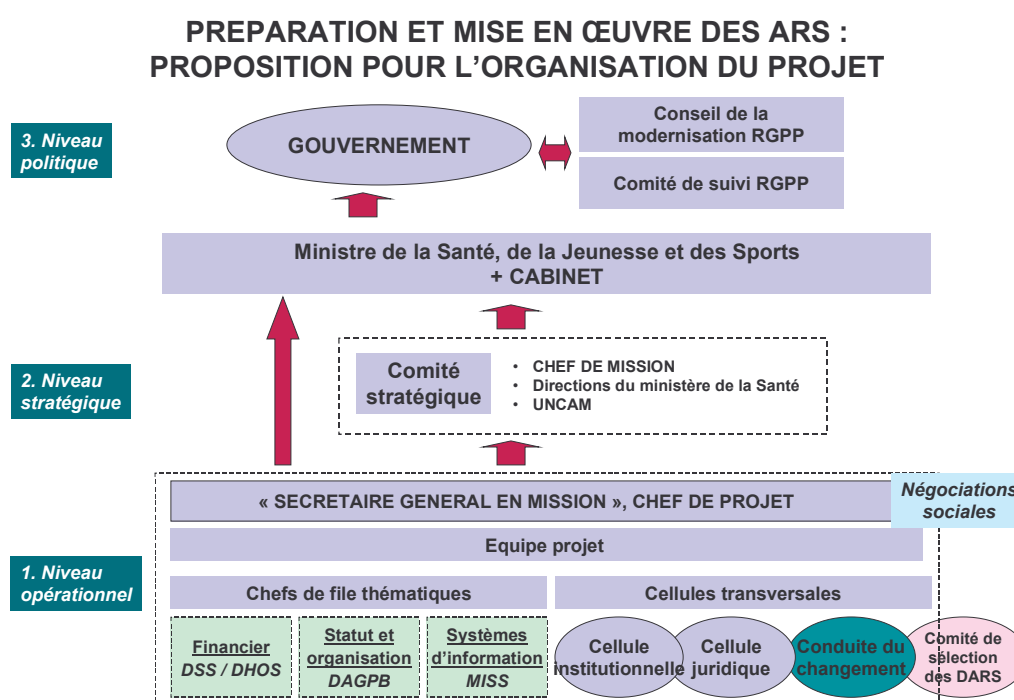 PREPARATION ET MISE EN ŒUVRE DES ARS :
PROPOSITION POUR L'ORGANISATION DU PROJET
3. Niveau
politique
GOUVERNEMENT
Conseil de la
modernisation RGPP
Comité de suivi RGPP
Ministre de la Santé, de la Jeunesse et des Sports
+ CABINET
2. Niveau
stratégique
Comité
stratégique
• CHEF DE MISSION
• Directions du ministère de la Santé
• UNCAM
« SECRETAIRE GENERAL EN MISSION », CHEF DE PROJET
Négociations
sociales
Equipe projet
1. Niveau
opérationnel
Chefs de file thématiques
Cellules transversales
Financier
DSS / DHOS
Statut et
organisation
DAGPB
Systèmes
d'information
MISS
Cellule
institutionnelle
Cellule
juridique
Conduite du
changement
Comité de
sélection
des DARS